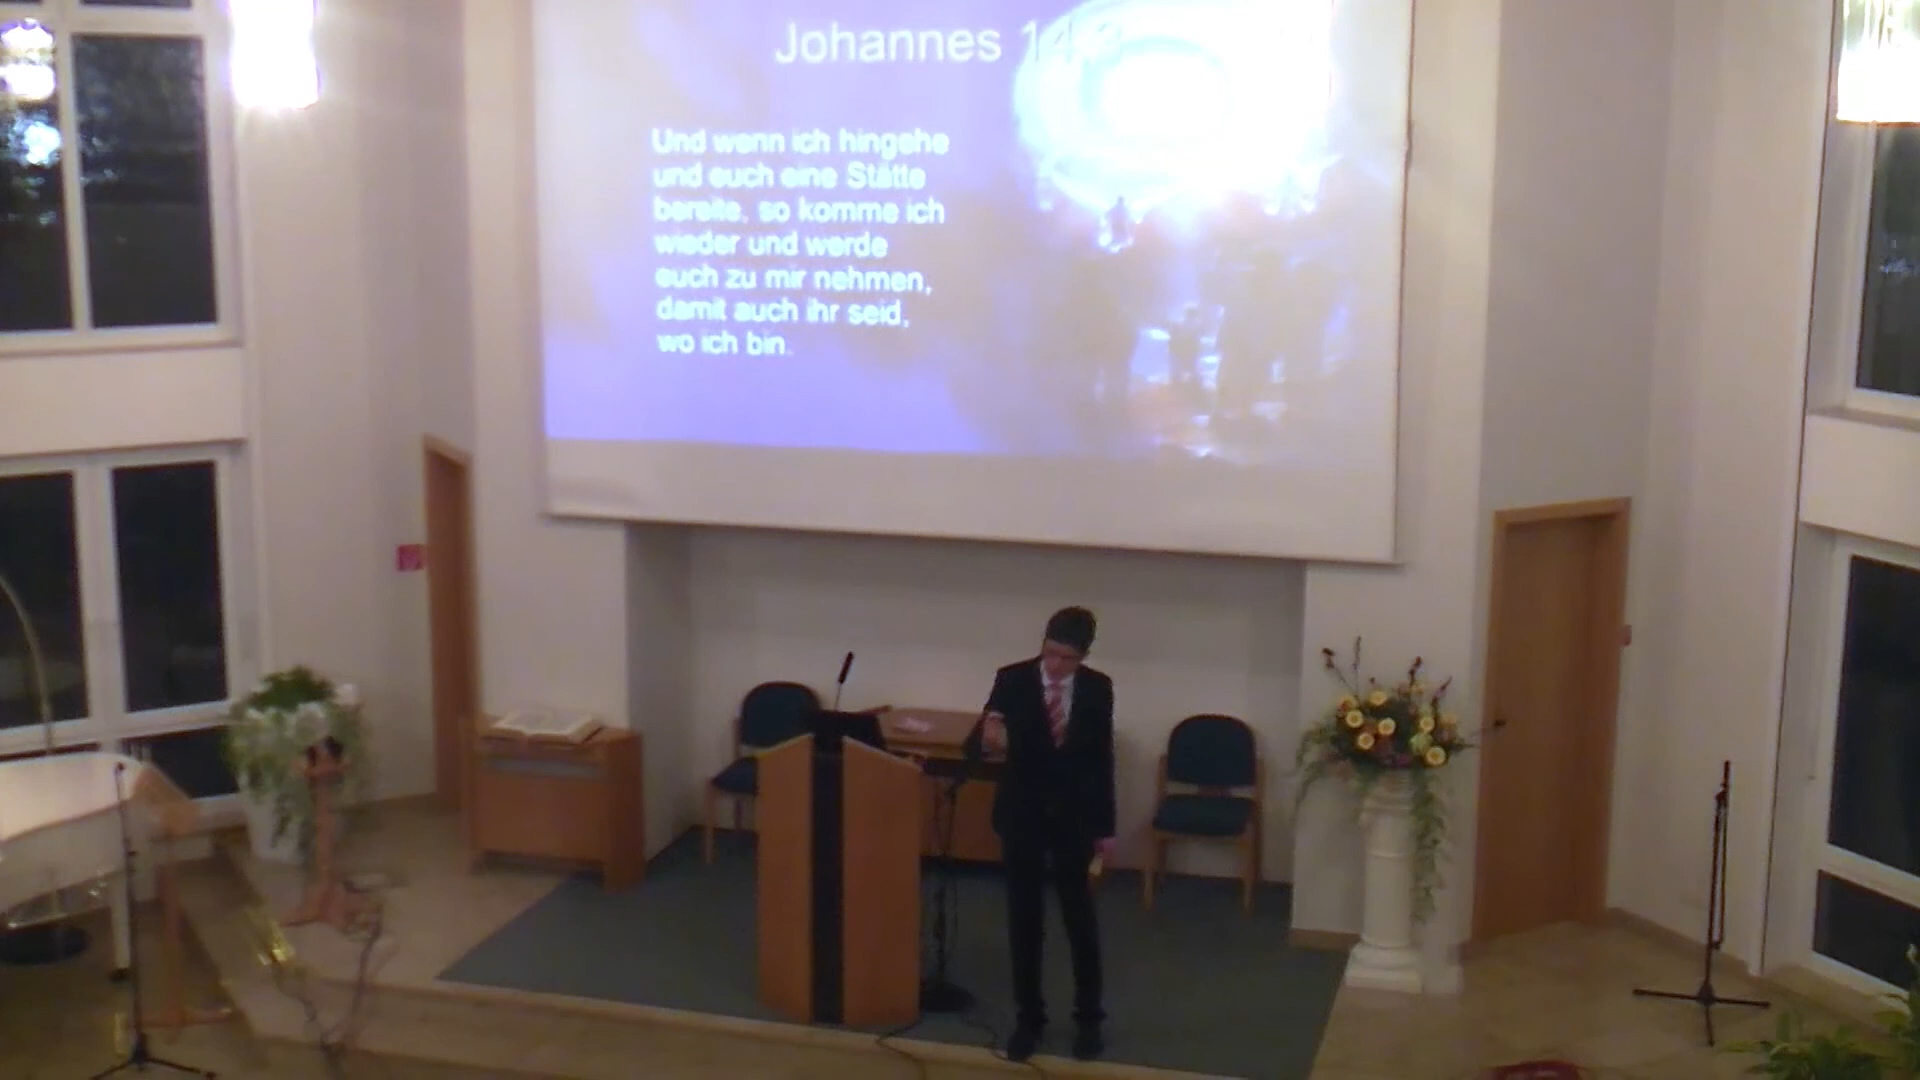 Johannes 14,3
Und wenn ich hingehe
und euch eine Stätte
bereite, so komme ich
wieder und werde
euch zu mir nehmen,
damit auch ihr seid,
wo ich bin.